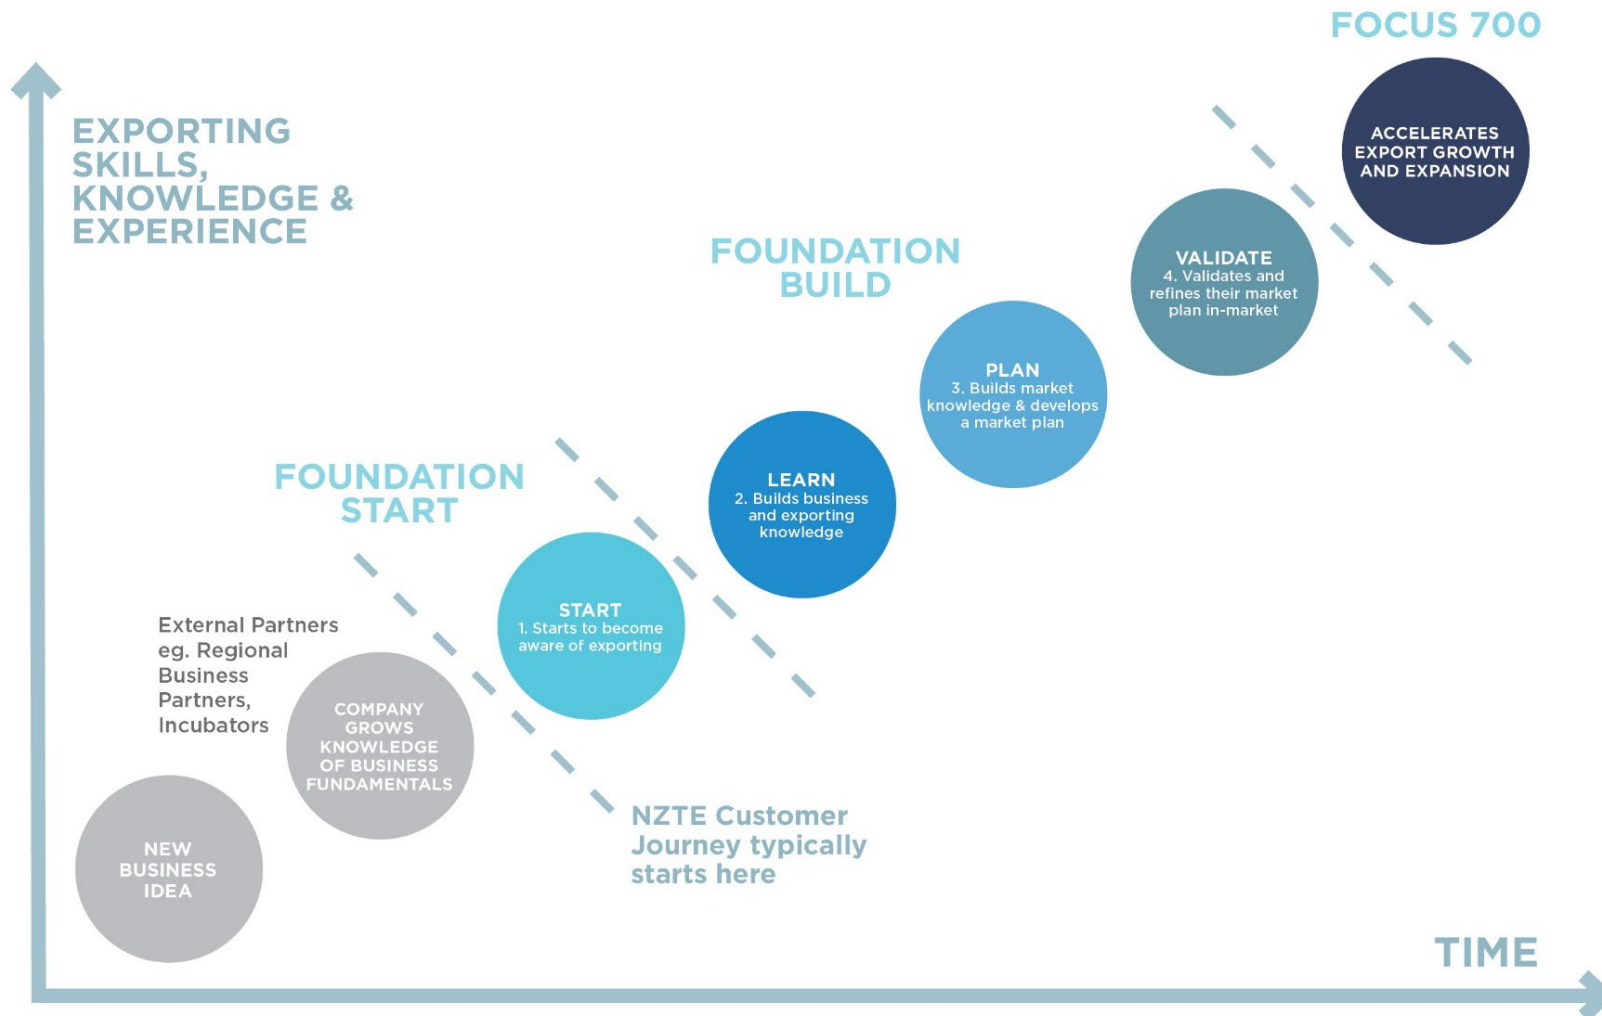 FOCUS 700
EXPORTING
SKILLS,
KNOWLEDGE &
EXPERIENCE
ACCELERATES
EXPORT GROWTH
AND EXPANSION
FOUNDATION
BUILD
VALIDATE
4. Validates and
refines their market
plan in-market
PLAN
3. Builds market
knowledge & develops
a market plan
FOUNDATION
START
LEARN
2. Builds business
and exporting
knowledge
START
1. Starts to become
aware of exporting
External Partners
eg. Regional
Business
Partners,
Incubators
COMPANY
GROWS
KNOWLEDGE
OF BUSINESS
FUNDAMENTALS
NZTE Customer
Journey typically
starts here
NEW
BUSINESS
IDEA
TIME